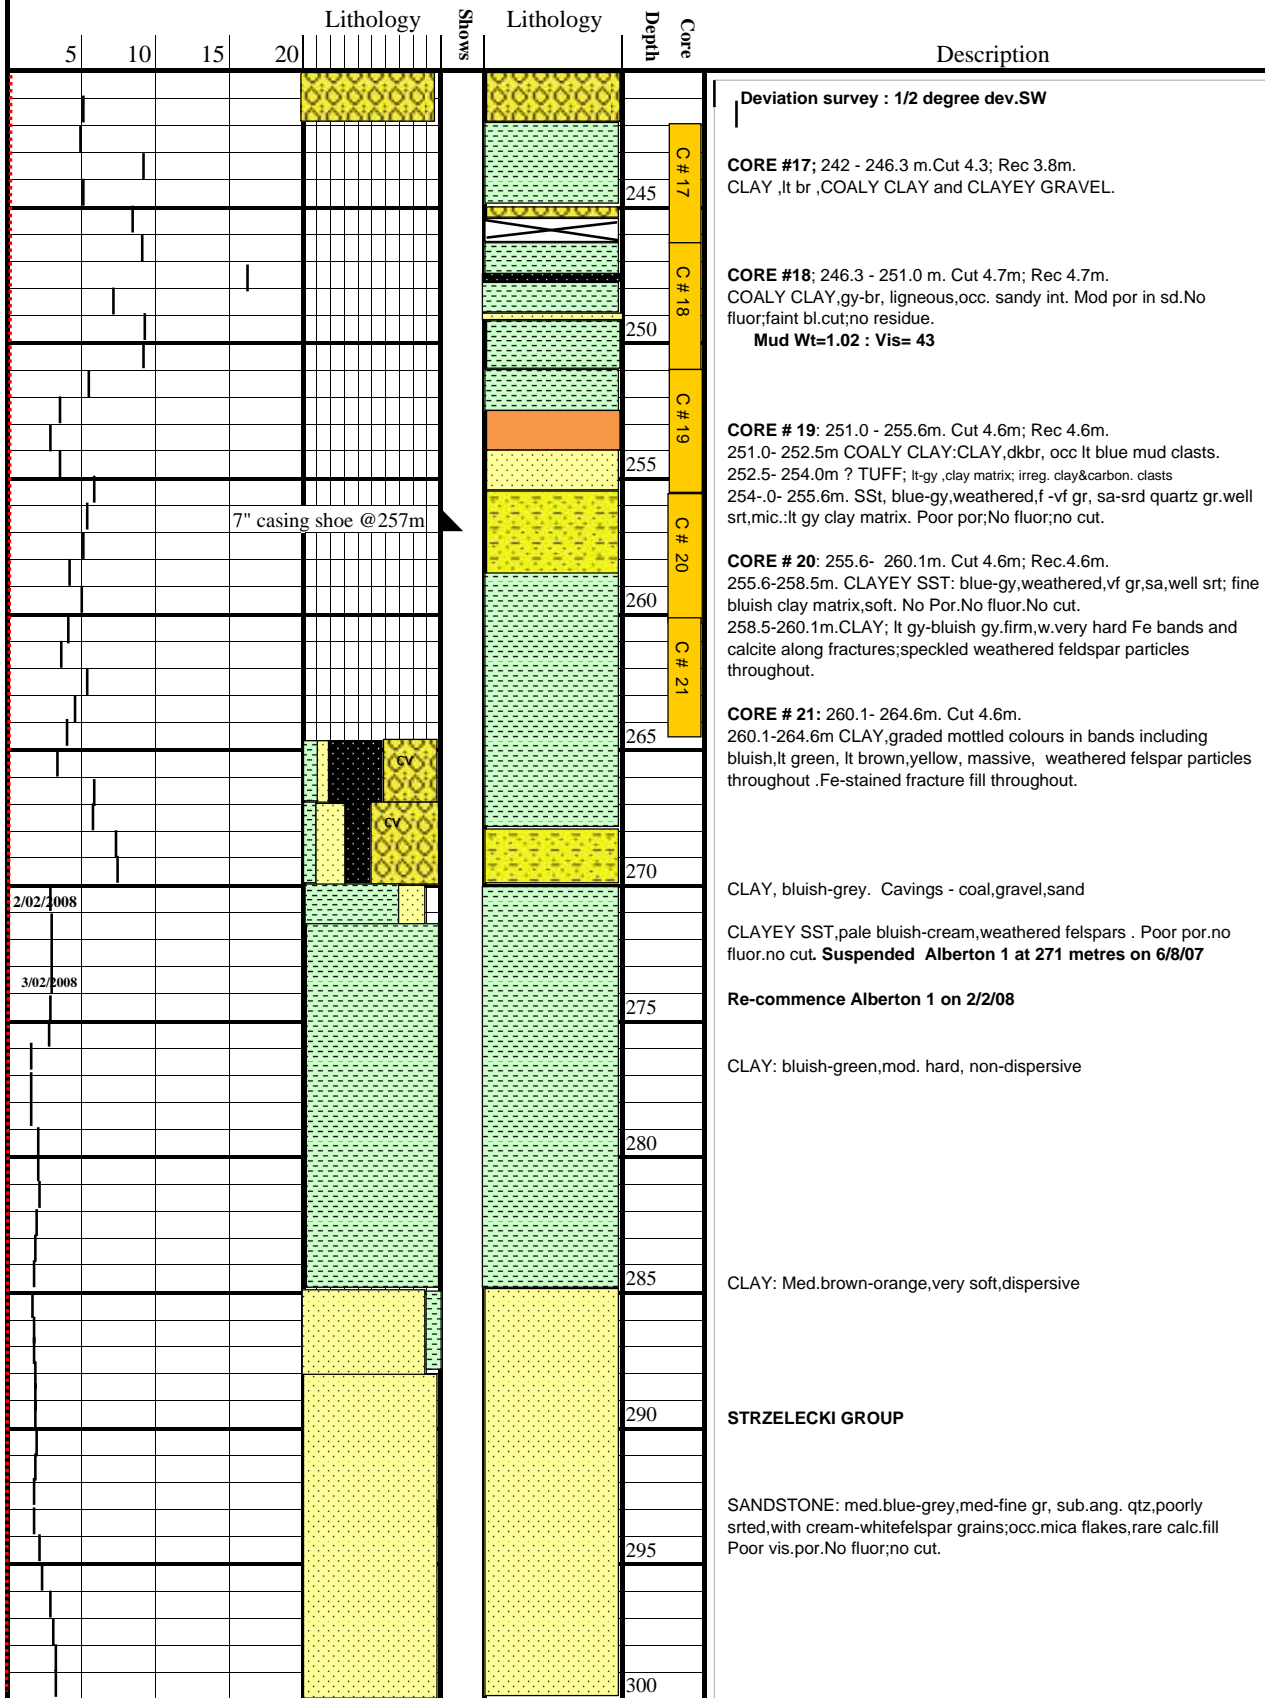 Lithology
Shows
Lithology
Depth
Core
Description
5 10 15 20
Deviation survey : 1/2 degree dev.SW
C # 17
CORE #17; 242 - 246.3 m.Cut 4.3; Rec 3.8m.
CLAY ,lt br ,COALY CLAY and CLAYEY GRAVEL.
245
C # 18
CORE #18; 246.3 - 251.0 m. Cut 4.7m; Rec 4.7m.
COALY CLAY,gy-br, ligneous,occ. sandy int. Mod por in sd.No
fluor;faint bl.cut;no residue.
250
Mud Wt=1.02 : Vis= 43
C # 19
CORE # 19: 251.0 - 255.6m. Cut 4.6m; Rec 4.6m.
251.0- 252.5m COALY CLAY:CLAY,dkbr, occ lt blue mud clasts.
255
252.5- 254.0m ? TUFF; lt-gy ,clay matrix; irreg. clay&carbon. clasts
254-.0- 255.6m. SSt, blue-gy,weathered,f -vf gr, sa-srd quartz gr.well
srt,mic.:lt gy clay matrix. Poor por;No fluor;no cut.
7" casing shoe @257m
C # 20
CORE # 20: 255.6- 260.1m. Cut 4.6m; Rec.4.6m.
255.6-258.5m. CLAYEY SST: blue-gy,weathered,vf gr,sa,well srt; fine
bluish clay matrix,soft. No Por.No fluor.No cut.
260
258.5-260.1m.CLAY; lt gy-bluish gy.firm,w.very hard Fe bands and
calcite along fractures;speckled weathered feldspar particles
throughout.
C # 21
CORE # 21: 260.1- 264.6m. Cut 4.6m.
260.1-264.6m CLAY,graded mottled colours in bands including
bluish,lt green, lt brown,yellow, massive, weathered felspar particles
throughout .Fe-stained fracture fill throughout.
265
CV
CV
270
CLAY, bluish-grey. Cavings - coal,gravel,sand
2/02/2008
CLAYEY SST,pale bluish-cream,weathered felspars . Poor por.no
fluor.no cut. Suspended Alberton 1 at 271 metres on 6/8/07
3/02/2008
Re-commence Alberton 1 on 2/2/08
275
CLAY: bluish-green,mod. hard, non-dispersive
280
285
CLAY: Med.brown-orange,very soft,dispersive
290
STRZELECKI GROUP
SANDSTONE: med.blue-grey,med-fine gr, sub.ang. qtz,poorly
srted,with cream-whitefelspar grains;occ.mica flakes,rare calc.fill
Poor vis.por.No fluor;no cut.
295
300